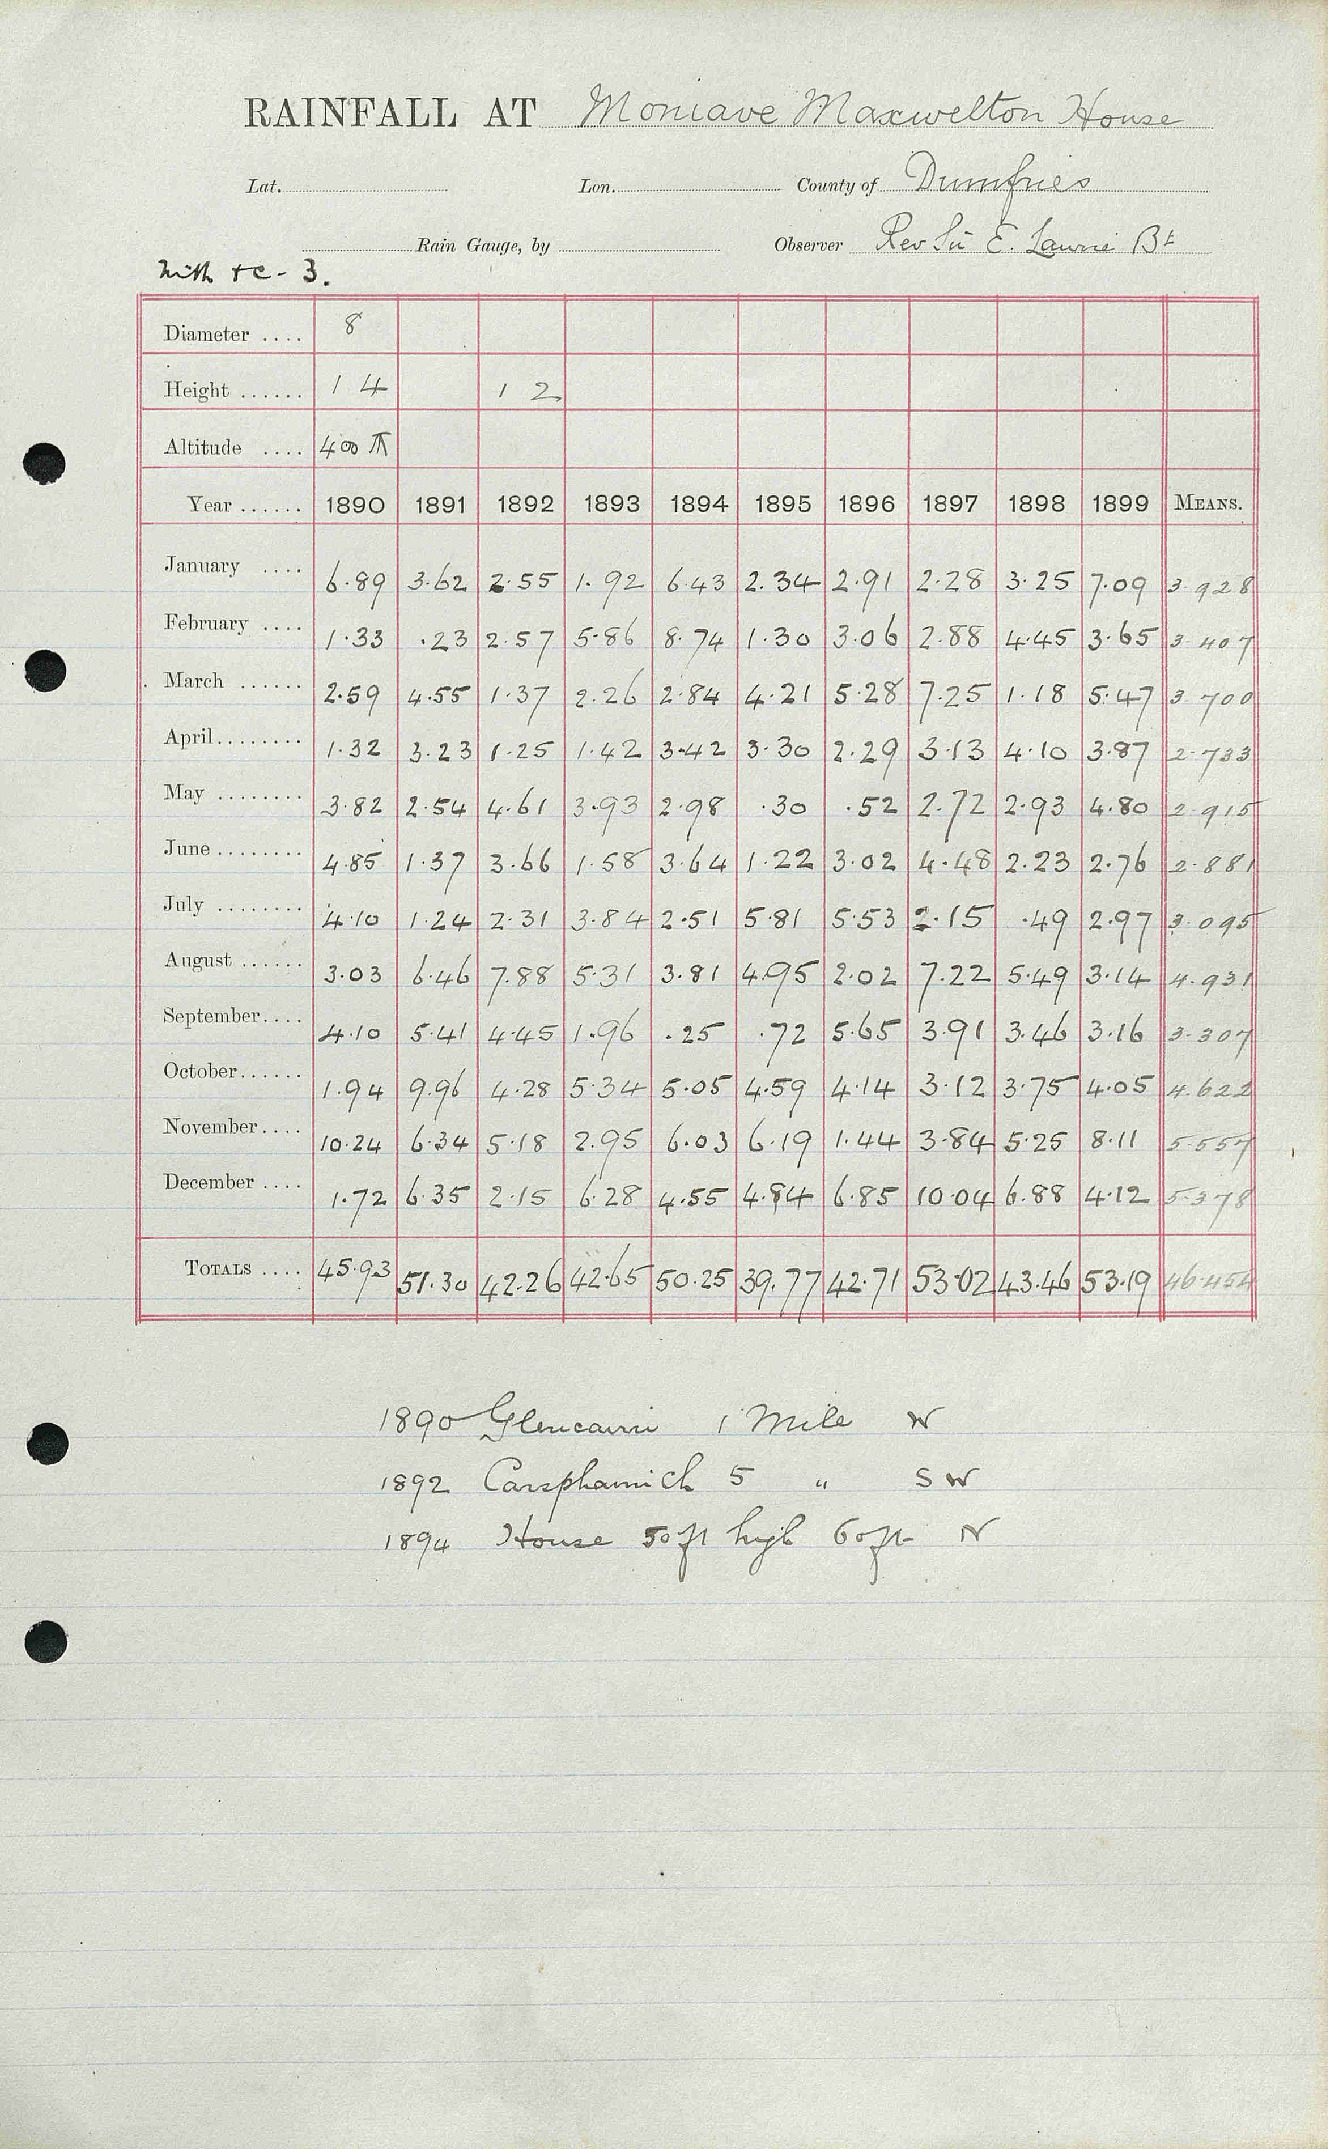 RAINFALL AT Moniave Maxwelton House
Lat. Lon. County of Dumfries
Rain Gauge, by Observer Rev Sir E. Laurie Bt
Nith &c - 3.
Diameter .... 8
Height ...... 1 4 1 2
Altitude .... 400 ft
Year ...... 1890 1891 1892 1893 1894 1895 1896 1897 1898 1899 MEANS.
January .... 6.89 3.62 2.55 1.92 6.43 2.34 2.91 2.28 3.25 7.09 3.928
February .... 1.33 .23 2.57 5.86 8.74 1.30 3.06 2.88 4.45 3.65 3.407
March ...... 2.59 4.55 1.37 2.26 2.84 4.21 5.28 7.25 1.18 5.47 3.700
April........ 1.32 3.23 1.25 1.42 3.42 3.30 2.29 3.13 4.10 3.87 2.733
May ........ 3.82 2.54 4.61 3.93 2.98 .30 .52 2.72 2.93 4.80 2.915
June ........ 4.85 1.37 3.66 1.58 3.64 1.22 3.02 4.48 2.23 2.76 2.881
July ........ 4.10 1.24 2.31 3.84 2.51 5.81 5.53 2.15 .49 2.97 3.095
August ...... 3.03 6.46 7.88 5.31 3.81 4.95 2.02 7.22 5.49 3.14 4.931
September.... 4.10 5.41 4.45 1.96 .25 .72 5.65 3.91 3.46 3.16 3.307
October...... 1.94 9.96 4.28 5.34 5.05 4.59 4.14 3.12 3.75 4.05 4.622
November.... 10.24 6.34 5.18 2.95 6.03 6.19 1.44 3.84 5.25 8.11 5.557
December .... 1.72 6.35 2.15 6.28 4.55 4.84 6.85 10.04 6.88 4.12 5.378
TOTALS .... 45.93 51.30 42.26 42.65 50.25 39.77 42.71 53.02 43.46 53.19 46.454
1890 Glencairn 1 Mile W
1892 Carsphairnich 5 " SW
1894 House 50ft high 60ft N